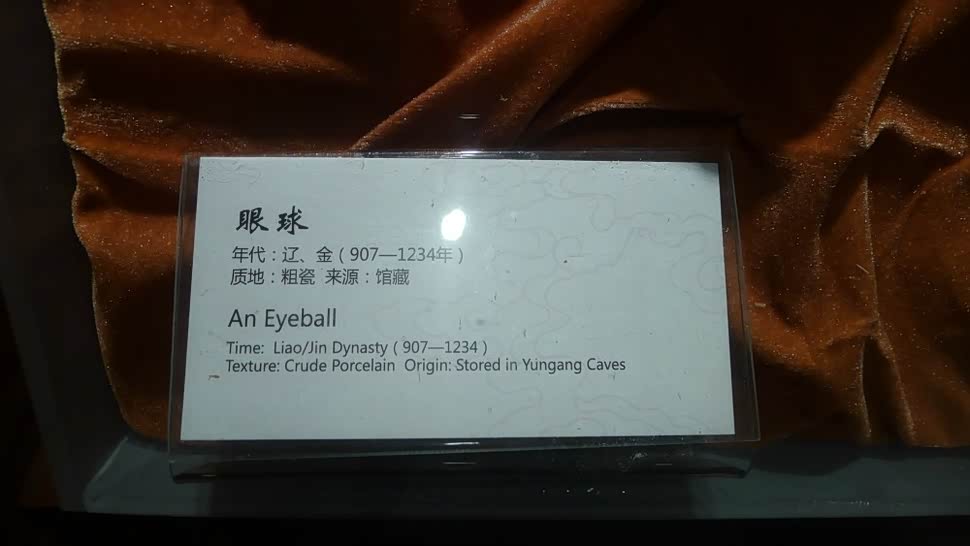 眼球
年代：辽、金（907—1234年）
质地：粗瓷 来源：馆藏
An Eyeball
Time: Liao/Jin Dynasty（907—1234）
Texture: Crude Porcelain Origin: Stored in Yungang Caves